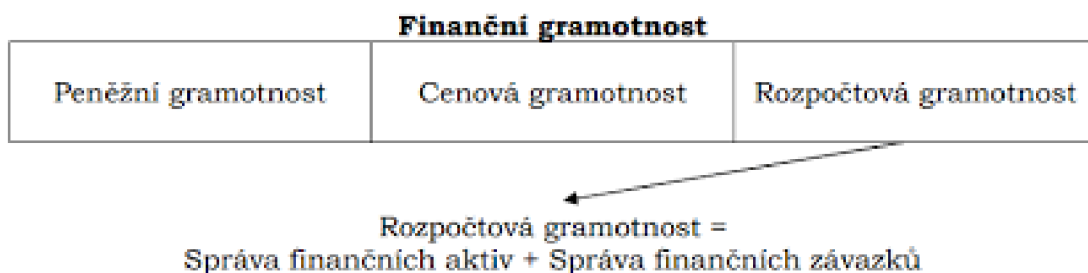 Finanční gramotnost
Peněžní gramotnost Cenová gramotnost Rozpočtová gramotnost
Rozpočtová gramotnost =
Správa finančních aktiv + Správa finančních závazků